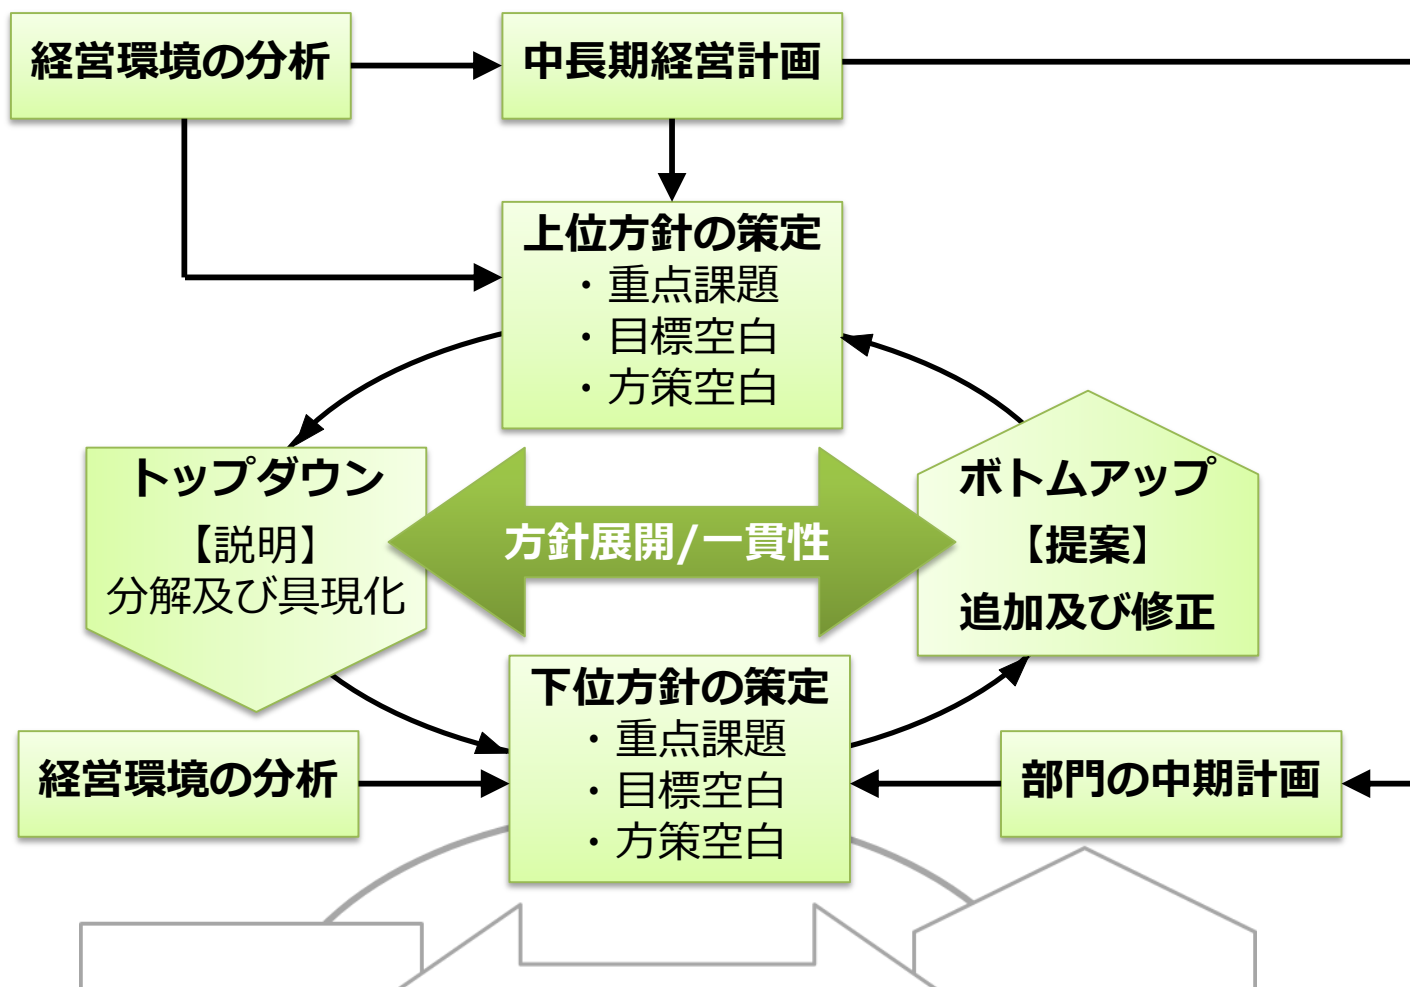 経営環境の分析
中長期経営計画
上位方針の策定
・重点課題
・目標空白
・方策空白
トップダウン
【説明】
分解及び具現化
方針展開/一貫性
ボトムアップ
【提案】
追加及び修正
下位方針の策定
・重点課題
・目標空白
・方策空白
経営環境の分析
部門の中期計画